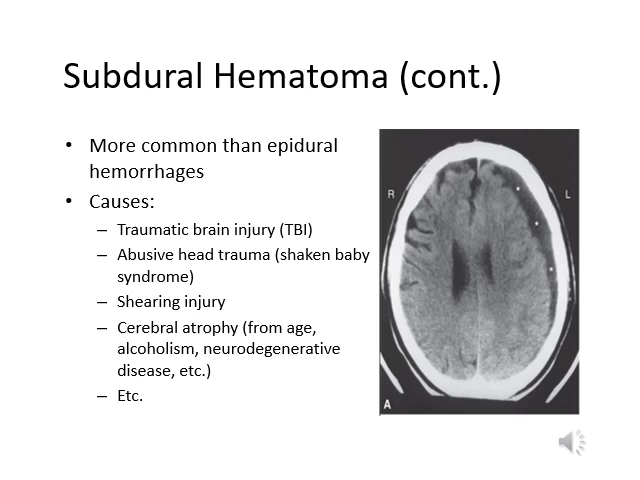 Subdural Hematoma (cont.)
• More common than epidural
hemorrhages
• Causes:
– Traumatic brain injury (TBI)
– Abusive head trauma (shaken baby
syndrome)
– Shearing injury
– Cerebral atrophy (from age,
alcoholism, neurodegenerative
disease, etc.)
– Etc.
R
L
A